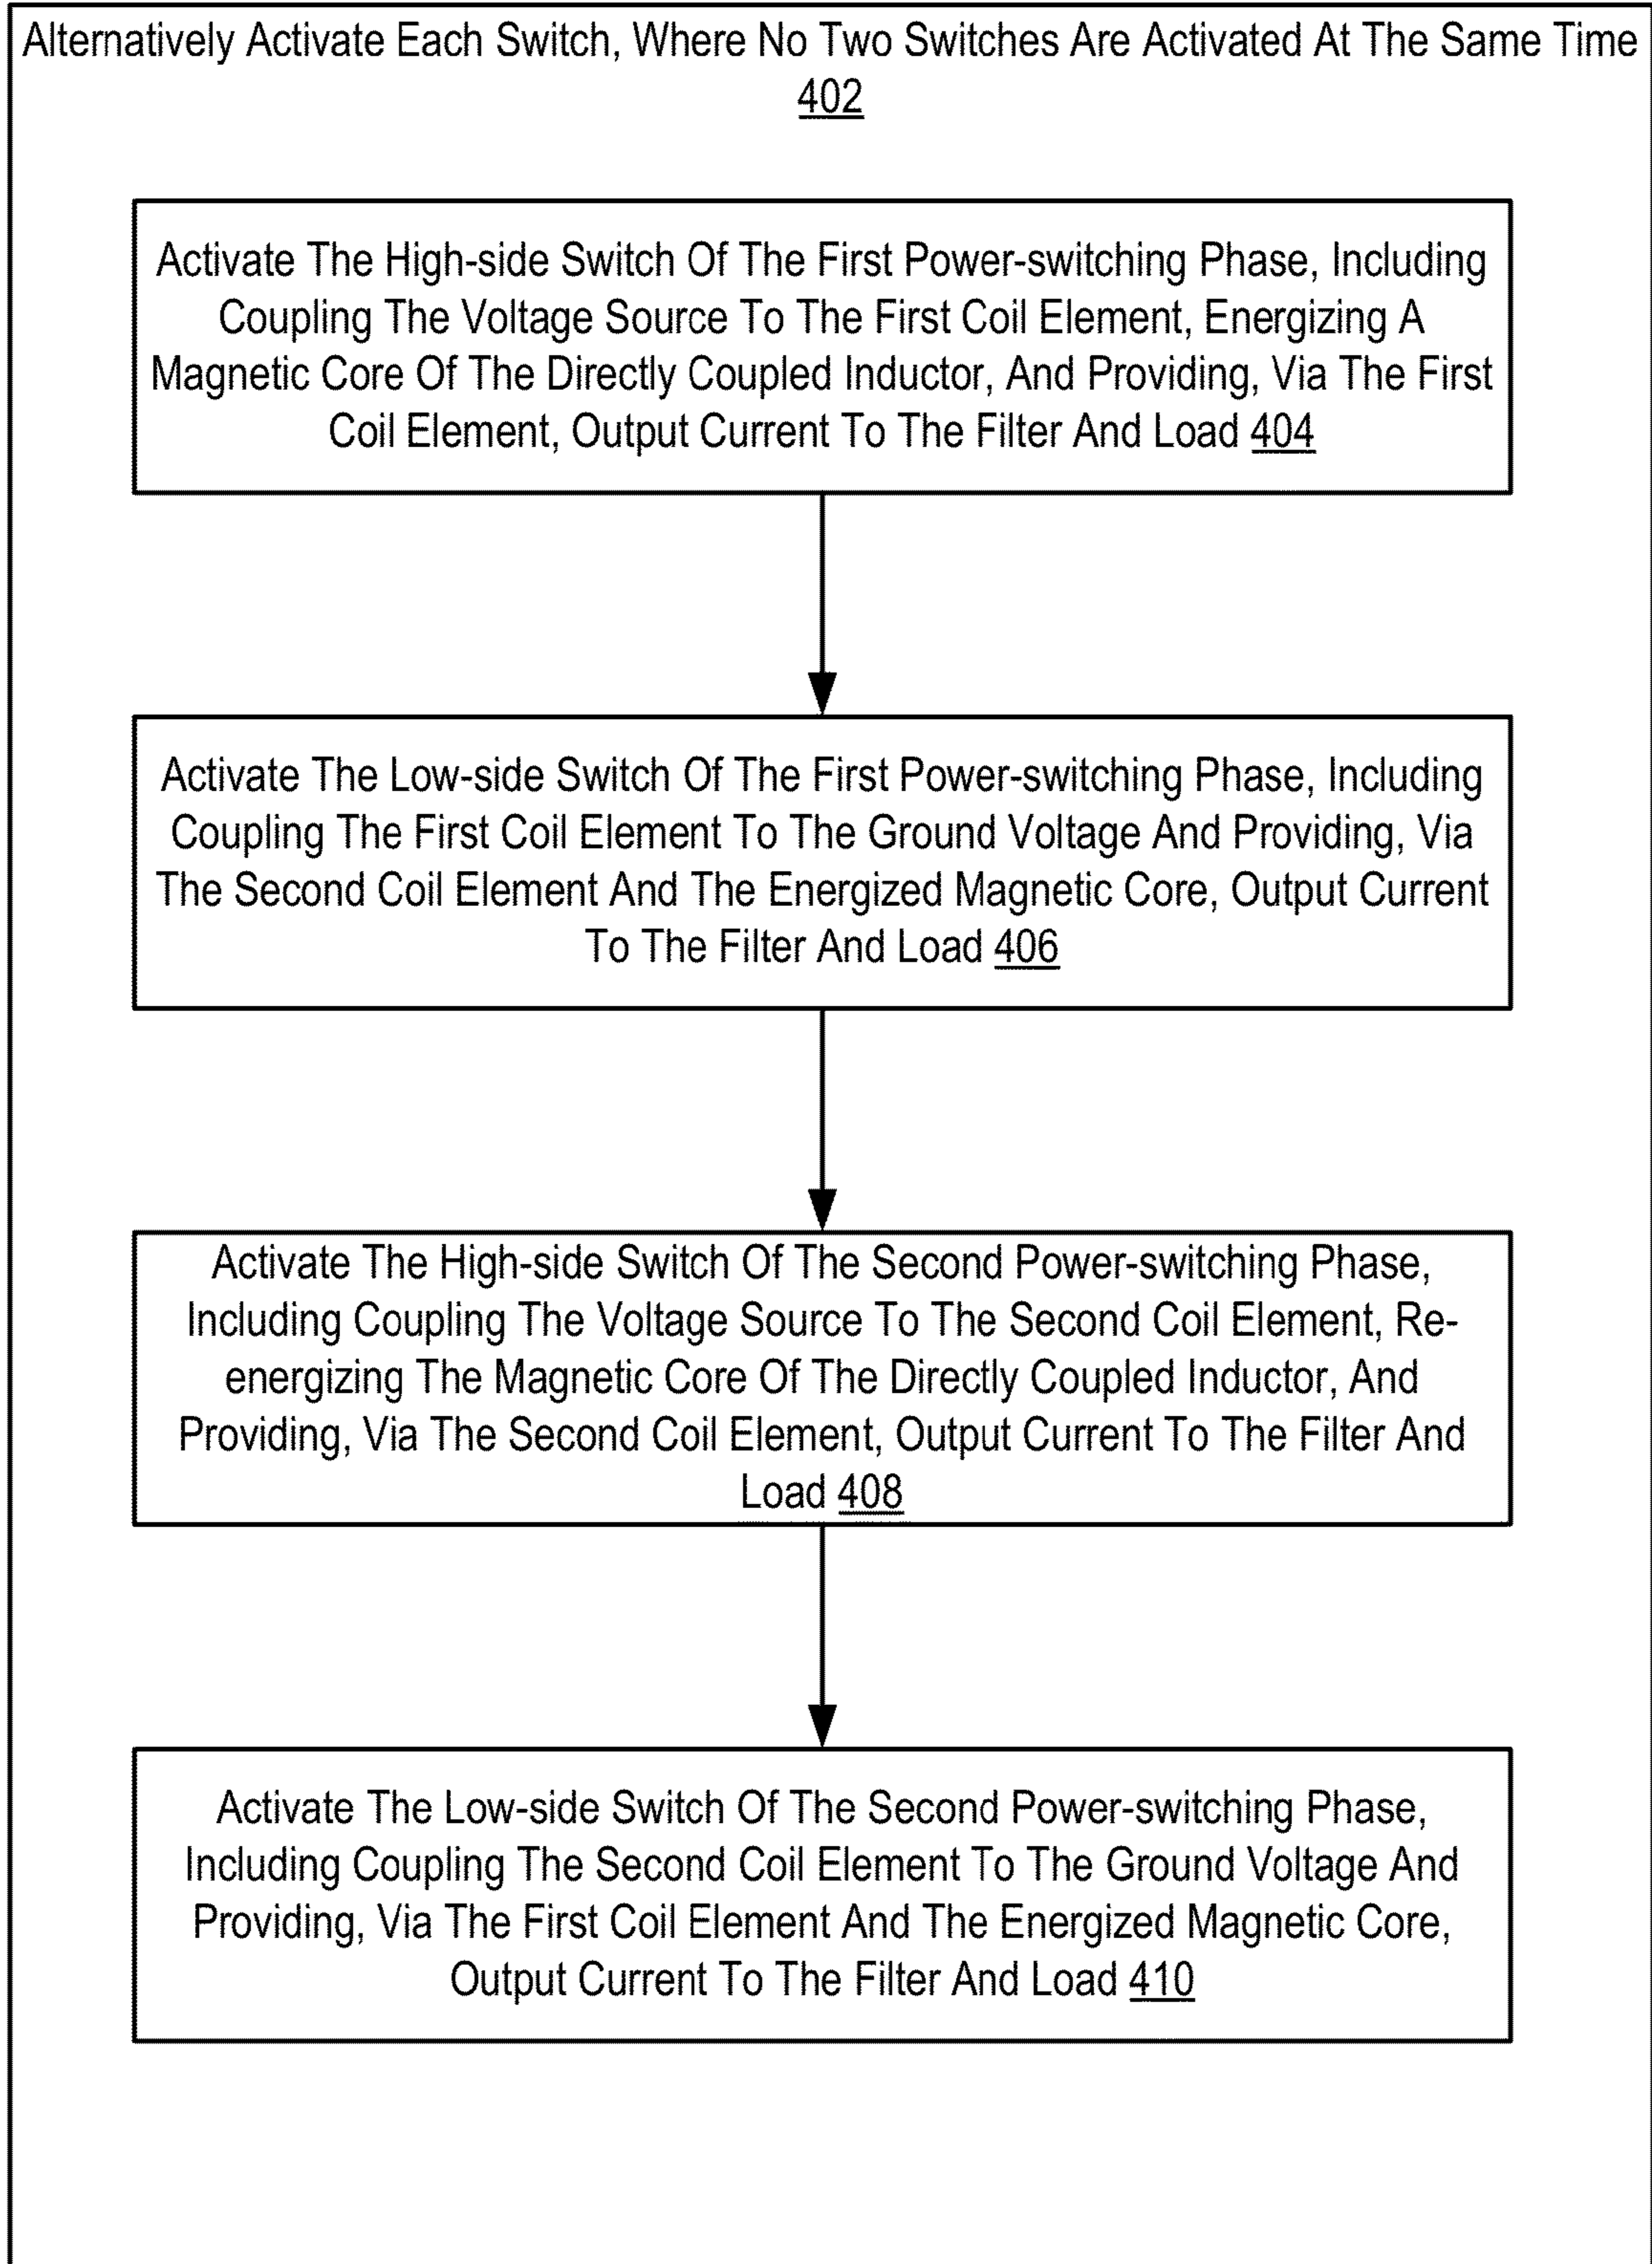 Alternatively Activate Each Switch, Where No Two Switches Are Activated At The Same Time
402
Activate The High-side Switch Of The First Power-switching Phase, Including
Coupling The Voltage Source To The First Coil Element, Energizing A
Magnetic Core Of The Directly Coupled Inductor, And Providing, Via The First
Coil Element, Output Current To The Filter And Load 404
Activate The Low-side Switch Of The First Power-switching Phase, Including
Coupling The First Coil Element To The Ground Voltage And Providing, Via
The Second Coil Element And The Energized Magnetic Core, Output Current
To The Filter And Load 406
Activate The High-side Switch Of The Second Power-switching Phase,
Including Coupling The Voltage Source To The Second Coil Element, Re-
energizing The Magnetic Core Of The Directly Coupled Inductor, And
Providing, Via The Second Coil Element, Output Current To The Filter And
Load 408
Activate The Low-side Switch Of The Second Power-switching Phase,
Including Coupling The Second Coil Element To The Ground Voltage And
Providing, Via The First Coil Element And The Energized Magnetic Core,
Output Current To The Filter And Load 410